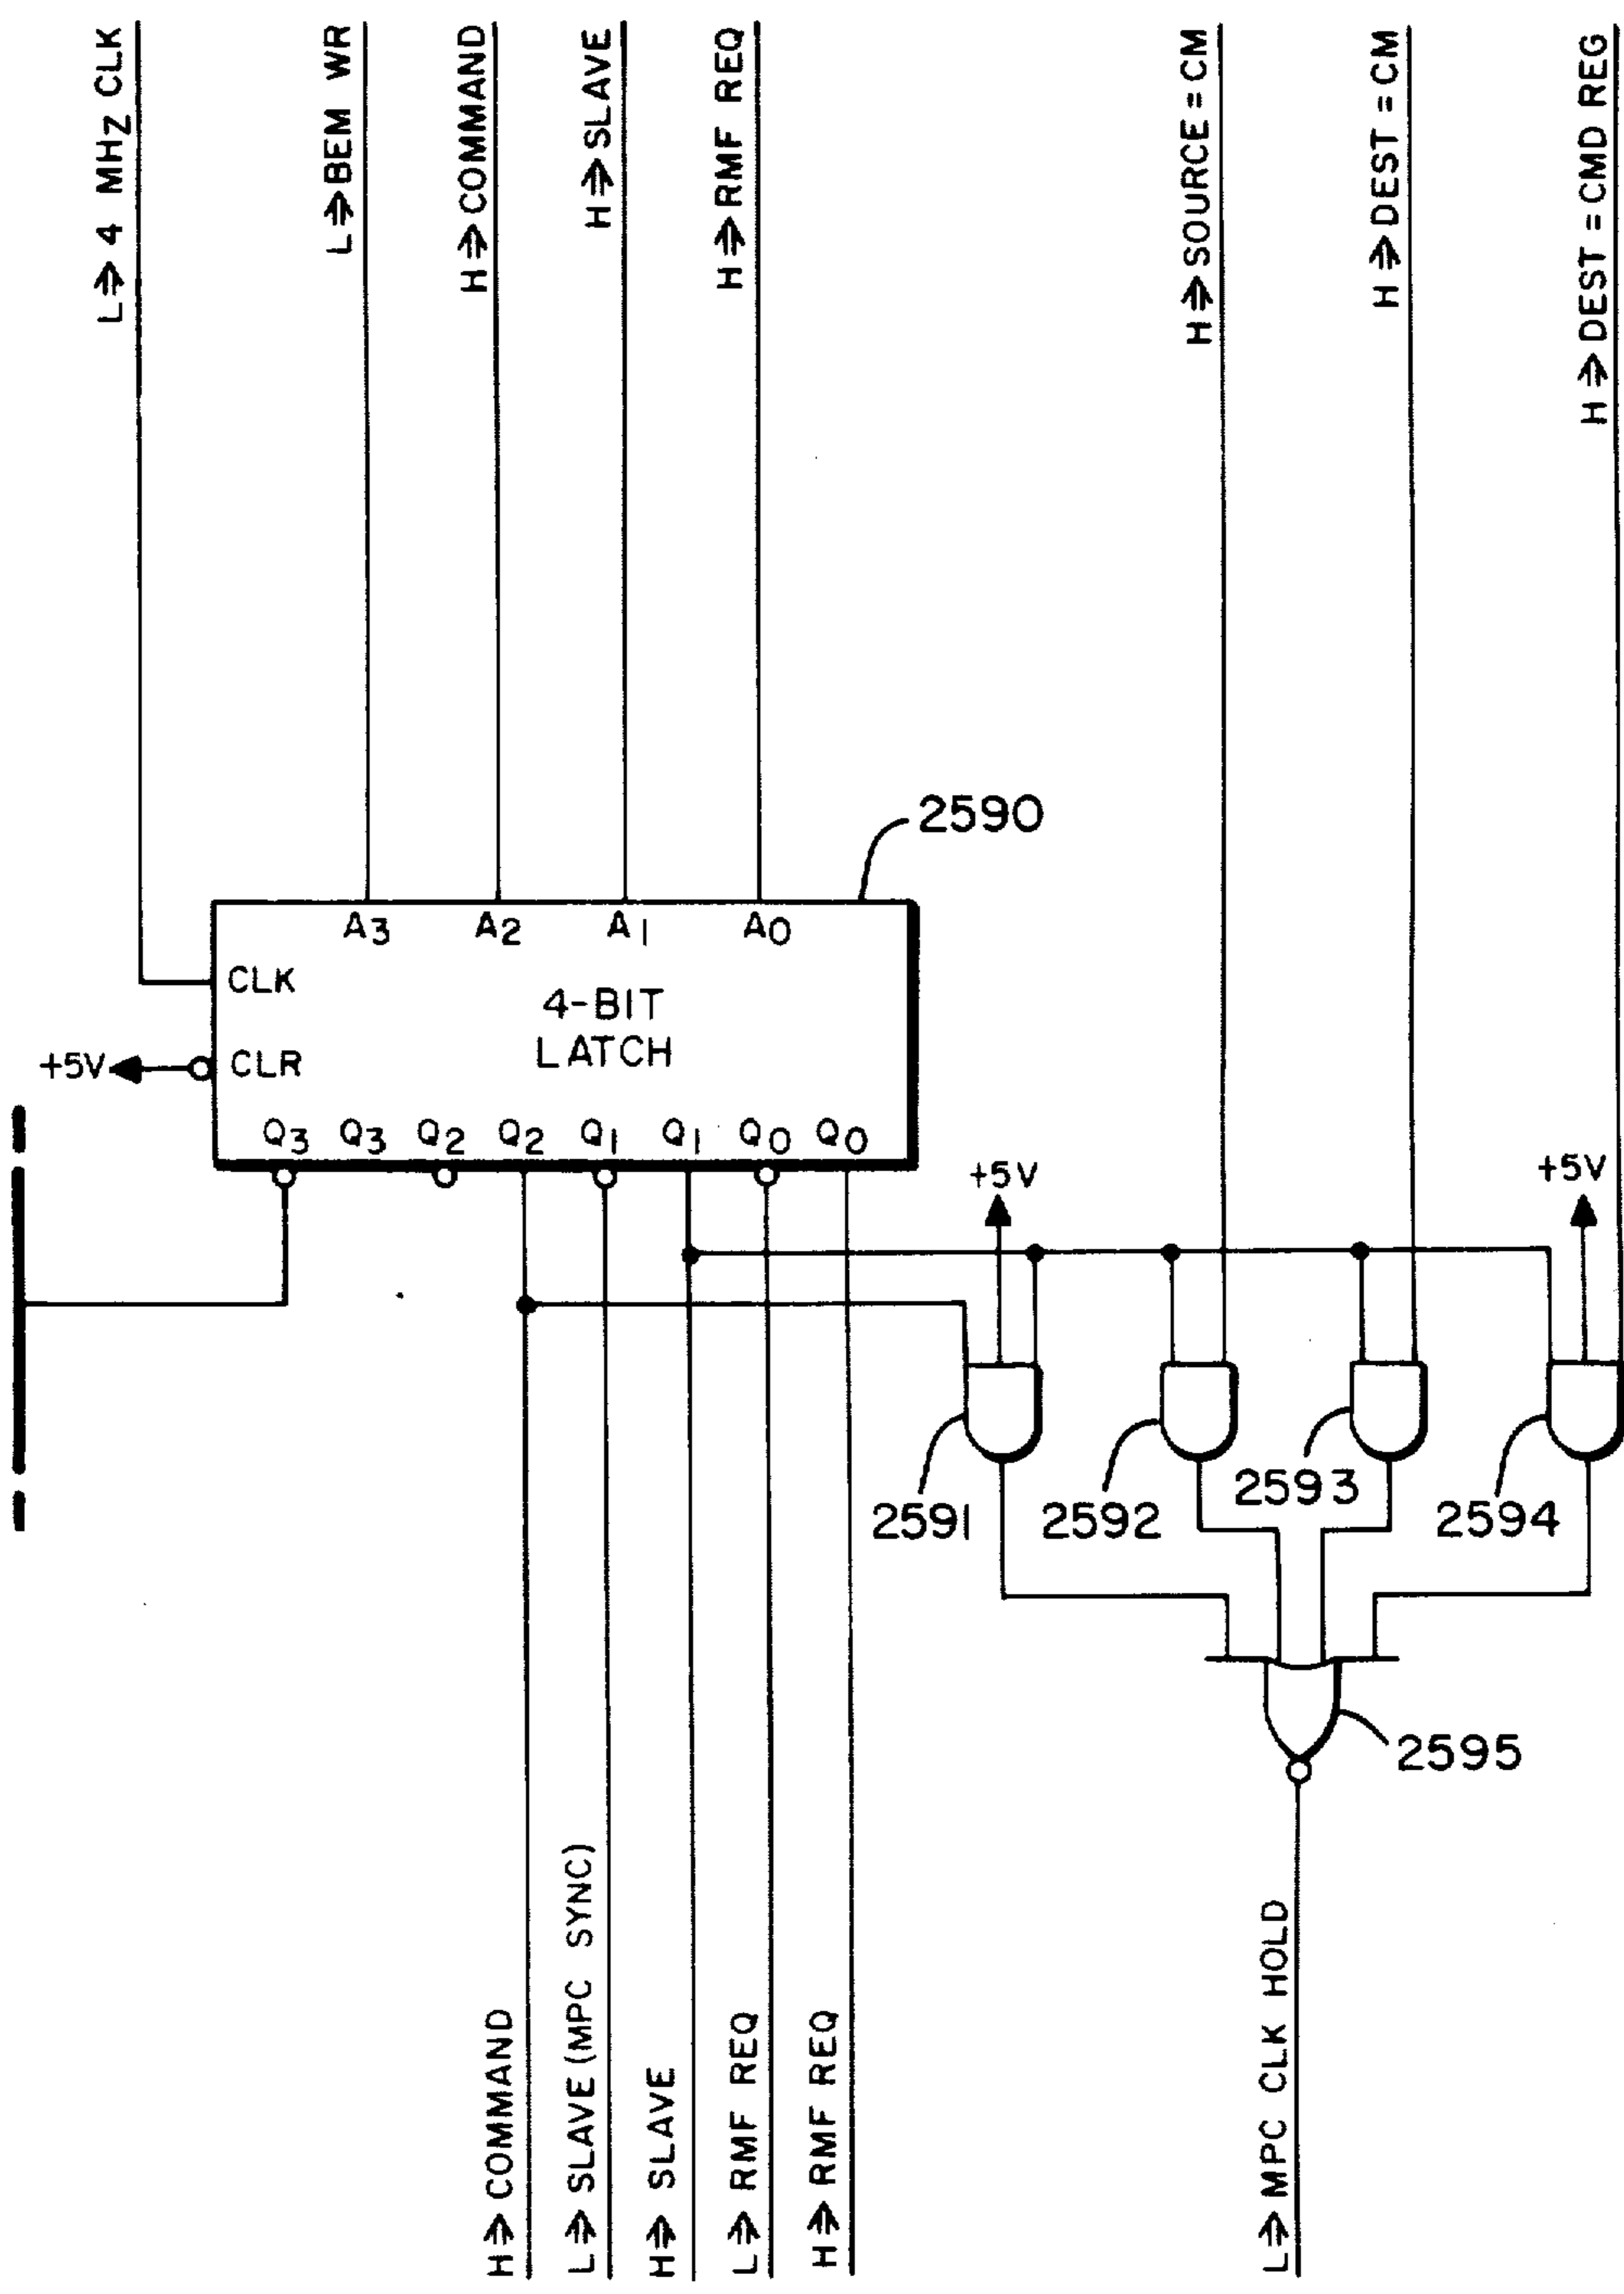 L⇒ 4 MHZ CLK
L⇒BEM WR
H⇒COMMAND
H⇒SLAVE
H⇒RMF REQ
H⇒SOURCE=CM
H⇒DEST=CM
H⇒DEST=CMD REG
2590
A3 A2 A1 A0
CLK
4-BIT
LATCH
+5V
CLR
Q3 Q3 Q2 Q2 Q1 Q1 Q0 Q0
+5V
+5V
2591
2592
2593
2594
2595
H⇒COMMAND
L⇒SLAVE (MPC SYNC)
H⇒SLAVE
L⇒RMF REQ
H⇒RMF REQ
L⇒MPC CLK HOLD